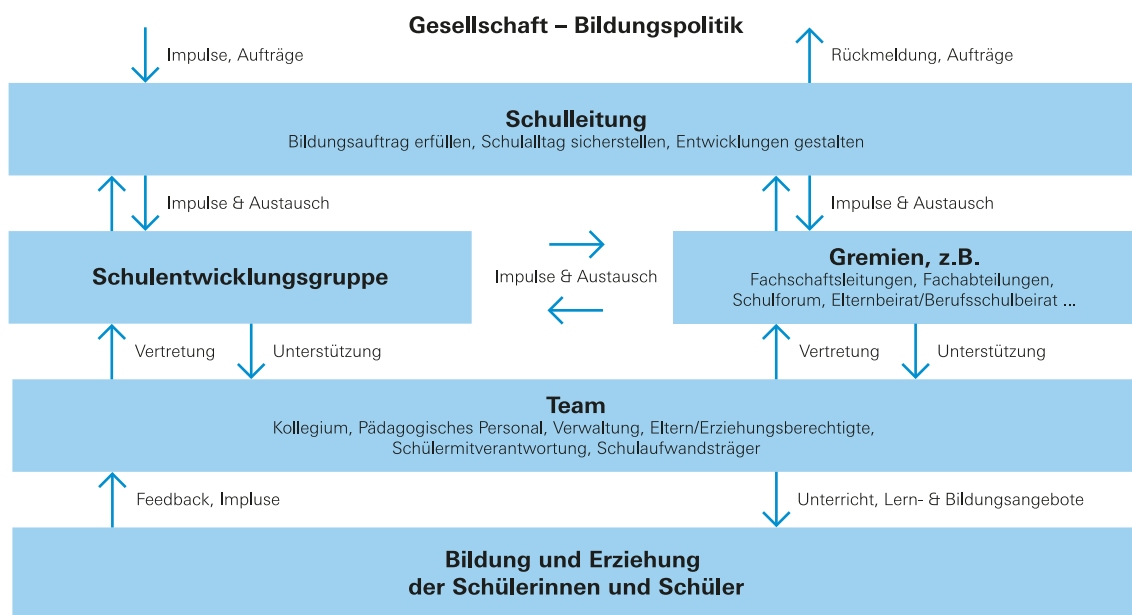 Gesellschaft – Bildungspolitik
Impulse, Aufträge
Rückmeldung, Aufträge
Schulleitung
Bildungsauftrag erfüllen, Schulalltag sicherstellen, Entwicklungen gestalten
Impulse & Austausch
Impulse & Austausch
Schulentwicklungsgruppe
Impulse & Austausch
Gremien, z.B.
Fachschaftsleitungen, Fachabteilungen,
Schulforum, Elternbeirat/Berufsschulbeirat ...
Vertretung
Unterstützung
Vertretung
Unterstützung
Team
Kollegium, Pädagogisches Personal, Verwaltung, Eltern/Erziehungsberechtigte,
Schülermitverantwortung, Schulaufwandsträger
Feedback, Impluse
Unterricht, Lern- & Bildungsangebote
Bildung und Erziehung
der Schülerinnen und Schüler